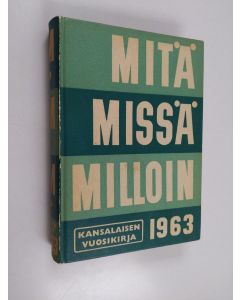 MITÄ
MISSÄ
MILLOIN
KANSALAISEN
VUOSIKIRJA
1963